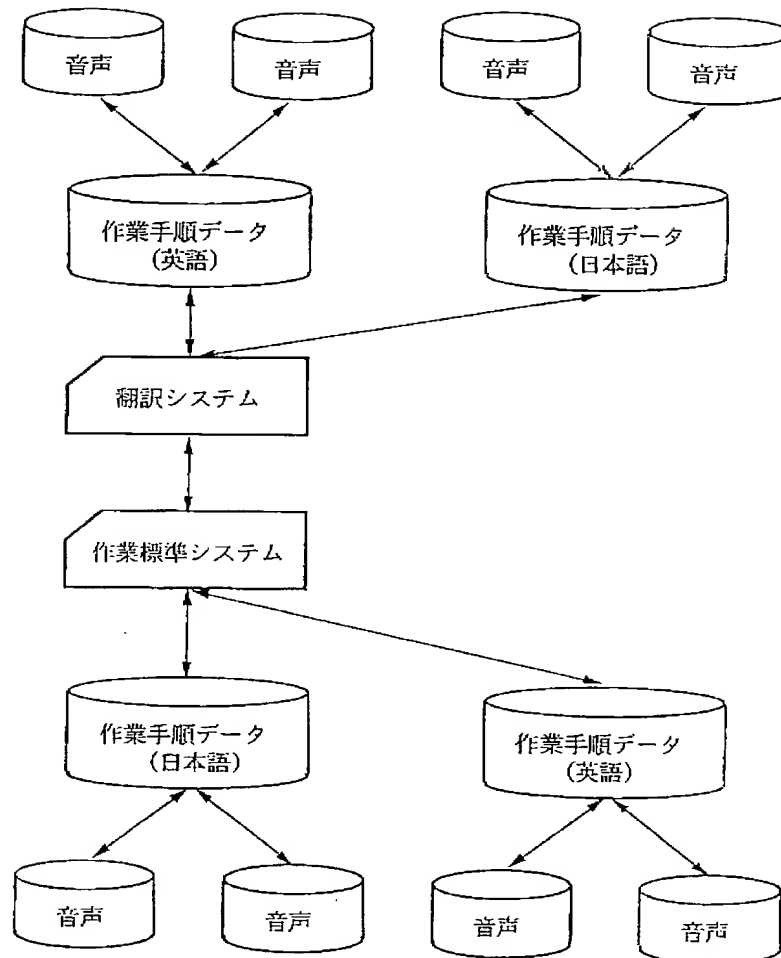 音声
音声
音声
音声
作業手順データ
(英語)
作業手順データ
(日本語)
翻訳システム
作業標準システム
作業手順データ
(日本語)
作業手順データ
(英語)
音声
音声
音声
音声